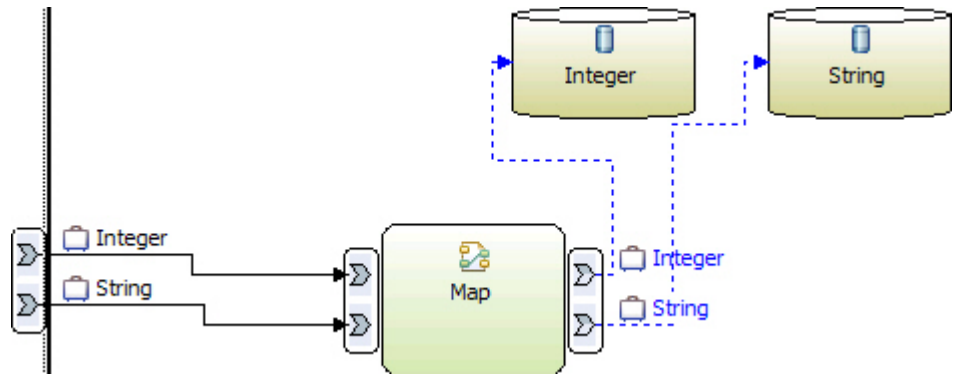 Integer
String
Integer
String
Map
Integer
String